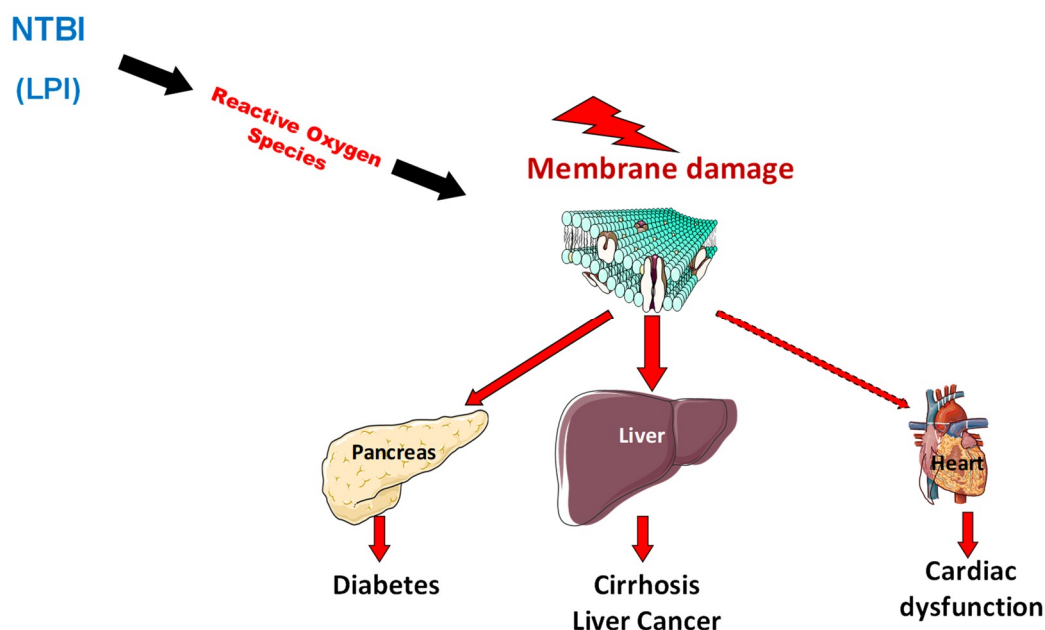 NTBI
(LPI)
Reactive Oxygen
Species
Membrane damage
Pancreas
Liver
Heart
Diabetes
Cirrhosis
Liver Cancer
Cardiac
dysfunction